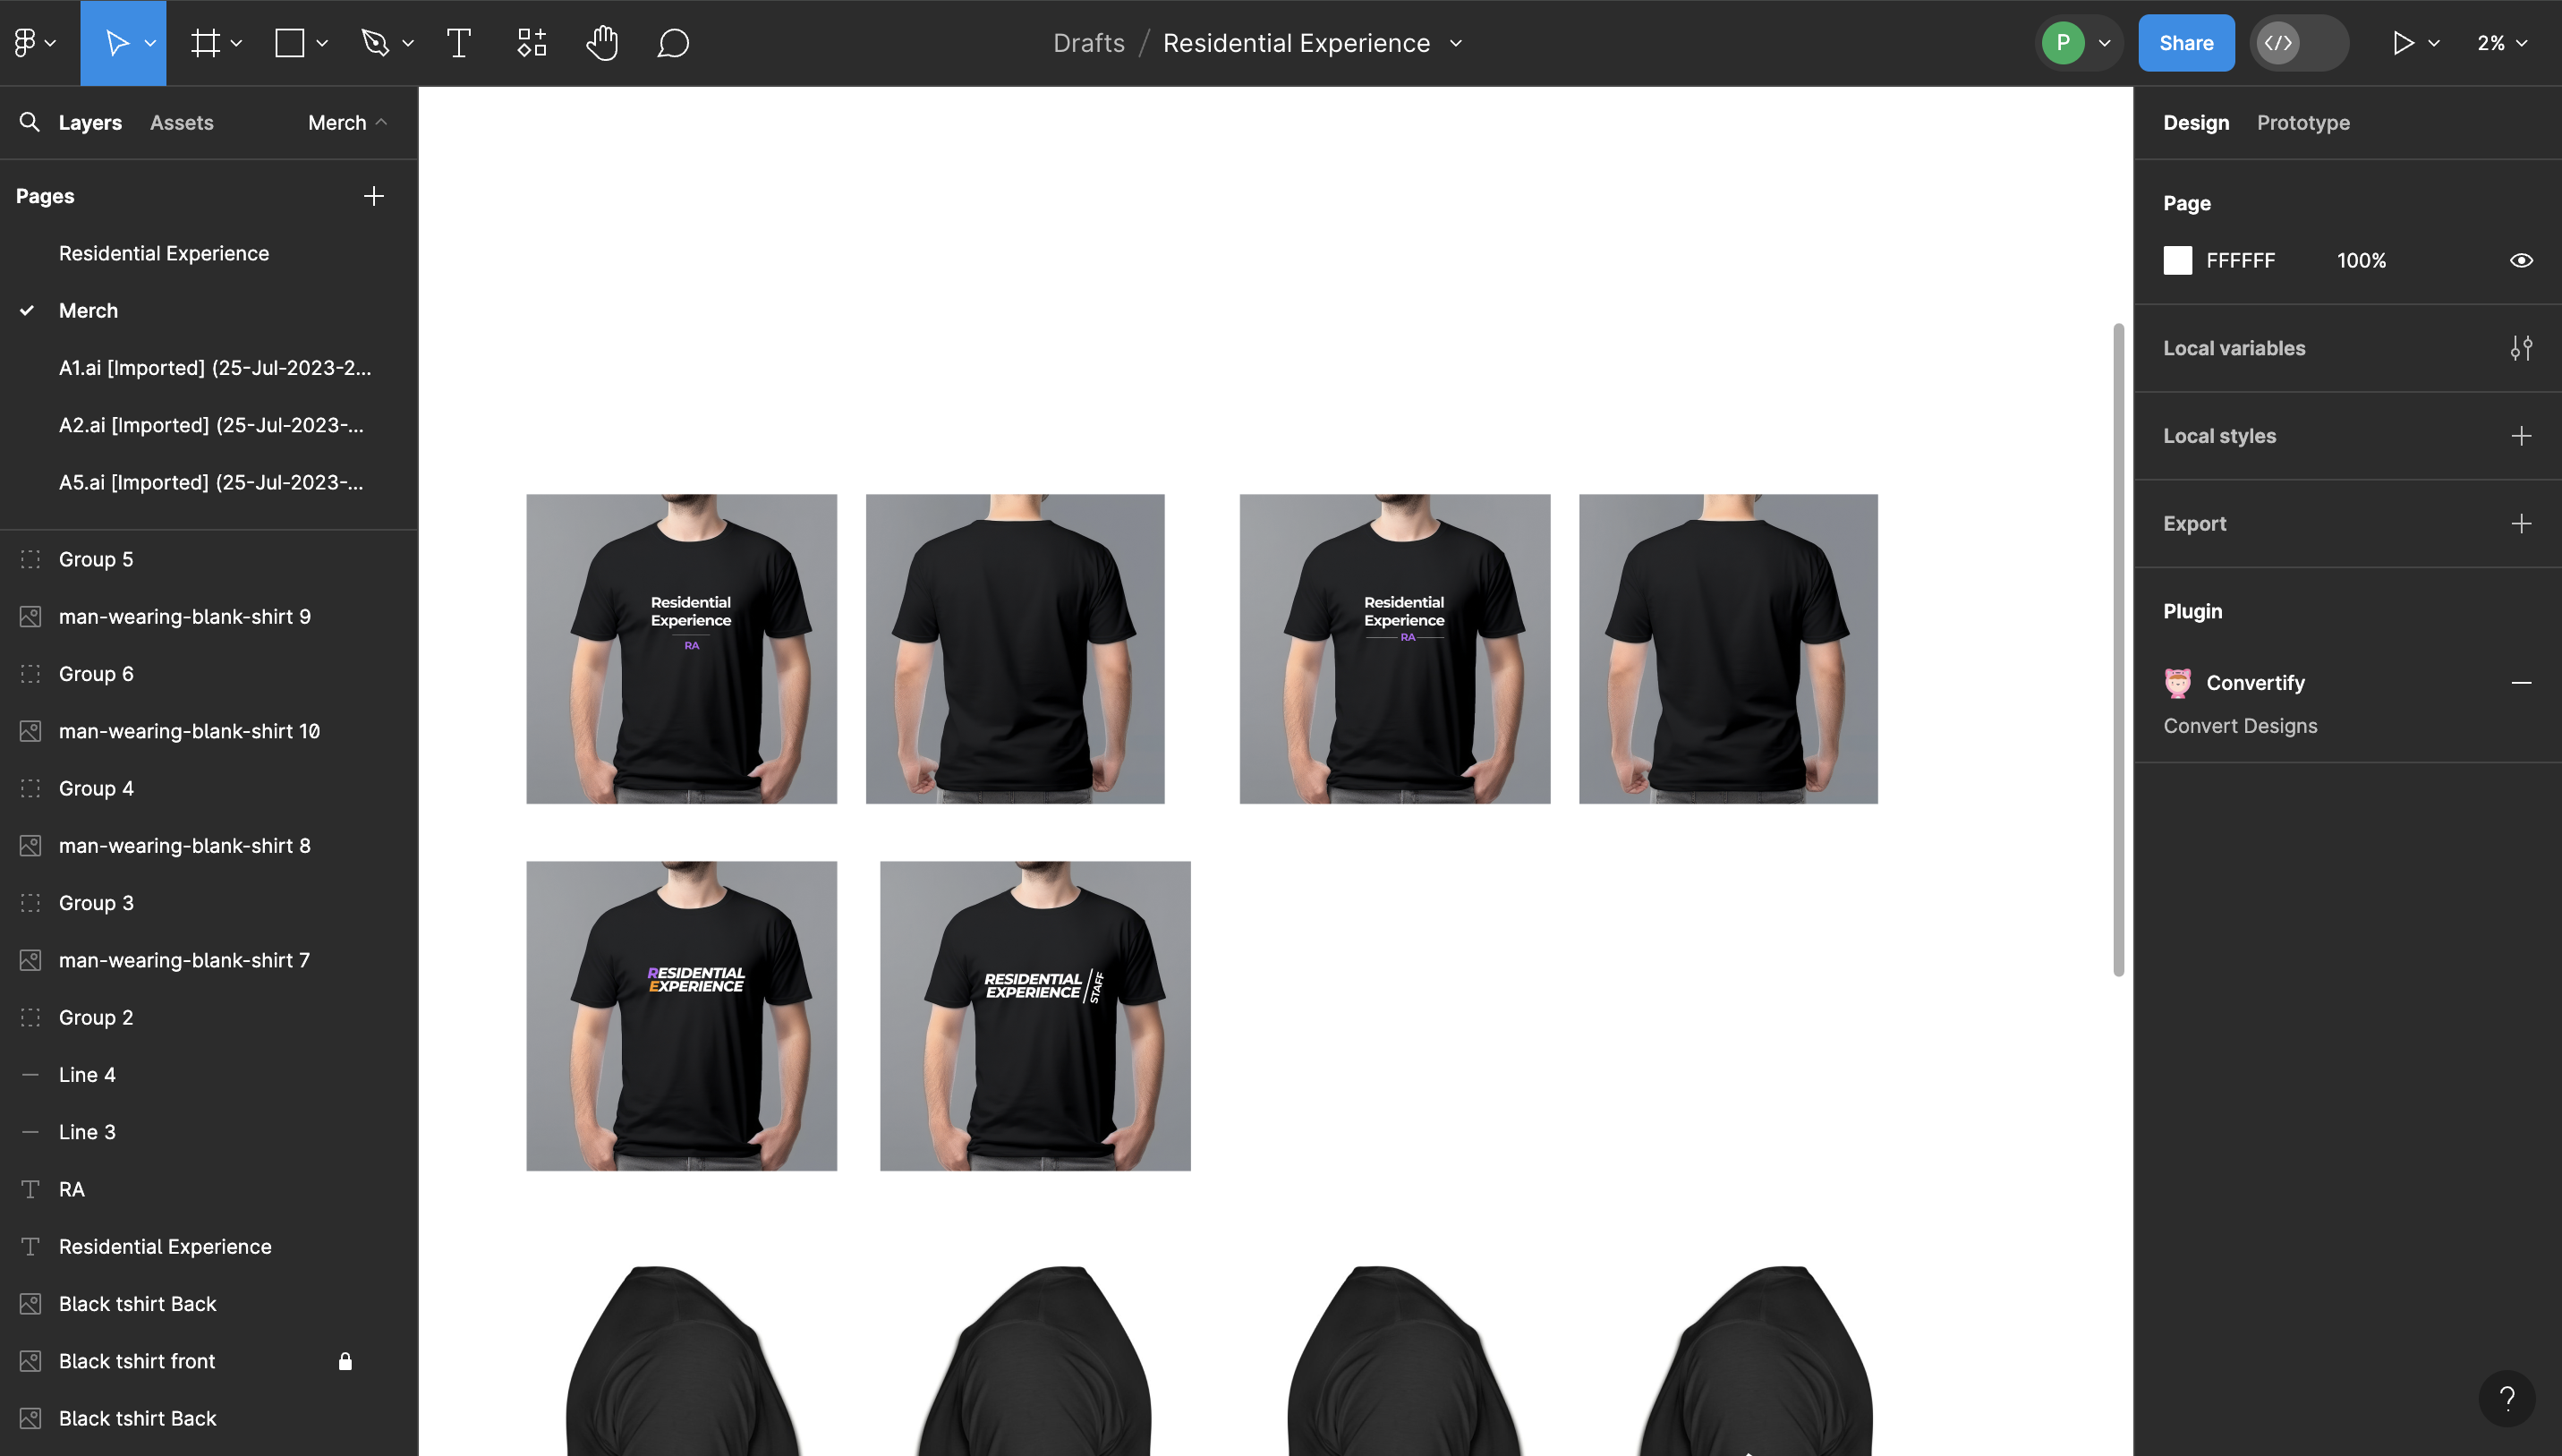 Drafts / Residential Experience
P
Share
2%
Layers
Assets
Merch
Pages
Residential Experience
Merch
A1.ai [Imported] (25-Jul-2023-2...
A2.ai [Imported] (25-Jul-2023-...
A5.ai [Imported] (25-Jul-2023-...
Group 5
man-wearing-blank-shirt 9
Group 6
man-wearing-blank-shirt 10
Group 4
man-wearing-blank-shirt 8
Group 3
man-wearing-blank-shirt 7
Group 2
Line 4
Line 3
RA
Residential Experience
Black tshirt Back
Black tshirt front
Black tshirt Back
Residential
Experience
RA
Residential
Experience
RA
RESIDENTIAL
EXPERIENCE
RESIDENTIAL
EXPERIENCE
STAFF
Design
Prototype
Page
FFFFFF
100%
Local variables
Local styles
Export
Plugin
Convertify
Convert Designs
?